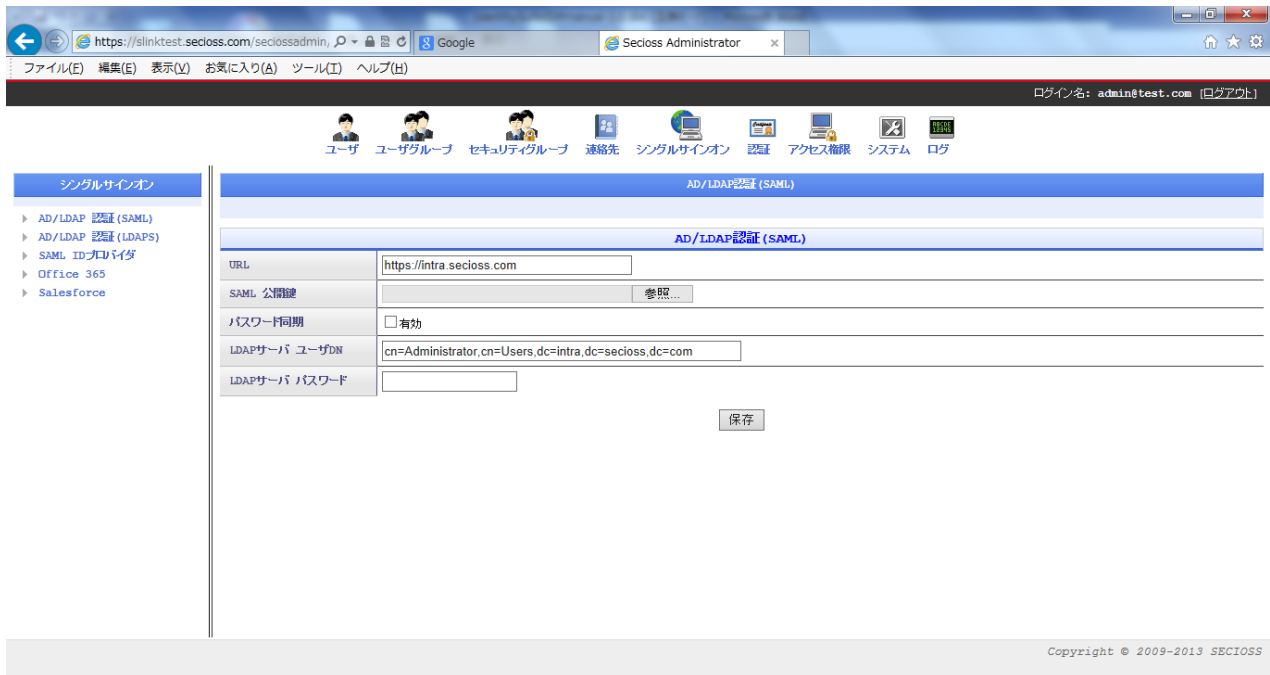 https://slinktest.secioss.com/seciossadmin,
Google
Secioss Administrator
ファイル(F) 編集(E) 表示(V) お気に入り(A) ツール(T) ヘルプ(H)
ログイン名: admin@test.com [ログアウト]
ユーザ ユーザグループ セキュリティグループ 連絡先 シングルサインオン 認証 アクセス権限 システム ログ
シングルサインオン
AD/LDAP 認証(SAML)
AD/LDAP 認証(LDAPS)
SAML IDプロバイダ
Office 365
Salesforce
AD/LDAP認証(SAML)
AD/LDAP認証(SAML)
URL https://intra.secioss.com
SAML 公開鍵 参照...
パスワード同期 有効
LDAPサーバ ユーザDN cn=Administrator,cn=Users,dc=intra,dc=secioss,dc=com
LDAPサーバ パスワード
保存
Copyright © 2009-2013 SECIOSS